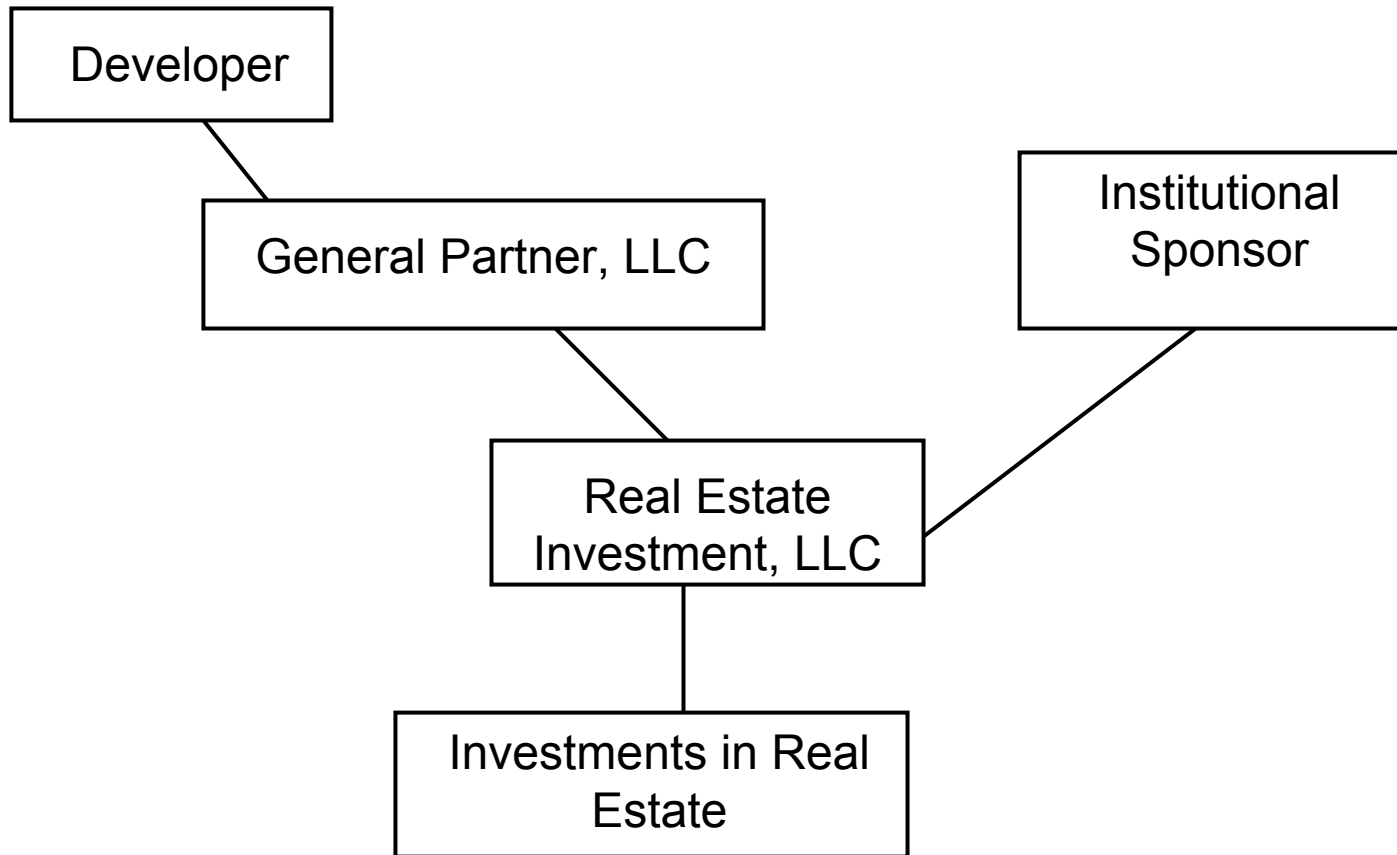 Developer
General Partner, LLC
Institutional
Sponsor
Real Estate
Investment, LLC
Investments in Real
Estate